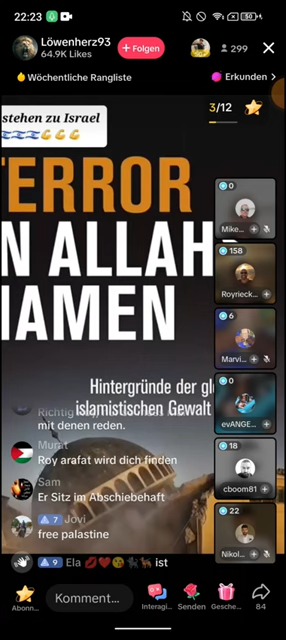 22:23
50
Löwenherz93
64.9K Likes
+ Folgen
299
Wöchentliche Rangliste
Erkunden >
stehen zu Israel
3/12
TERROR
N ALLAH
NAMEN
Hintergründe der gl
islamistischen Gewalt
0
Mike...
158
Royrieck...
6
Marvi...
0
evANGE...
18
cboom81
22
Nikol...
Richtig
mit denen reden.
Murat
Roy arafat wird dich finden
Sam
Er Sitz im Abschiebehaft
7 Jovi
free palastine
9 Ela 💋❤️😘🐈🐈‍⬛ ist
Abonn...
Komment...
Interagi...
Senden
Gesche...
84